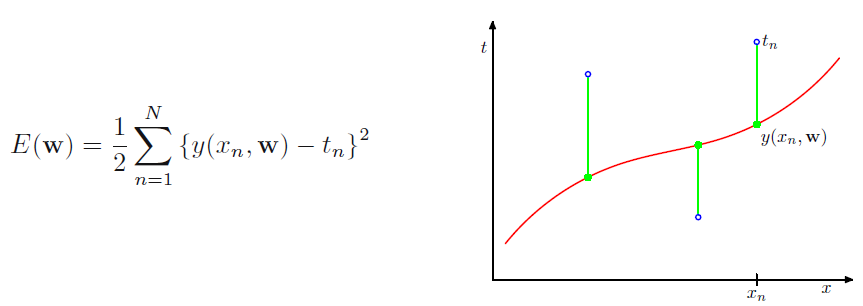 E(w) = 1/2 ∑_{n=1}^{N} {y(x_n, w) − t_n}^2
t
t_n
y(x_n, w)
x_n
x